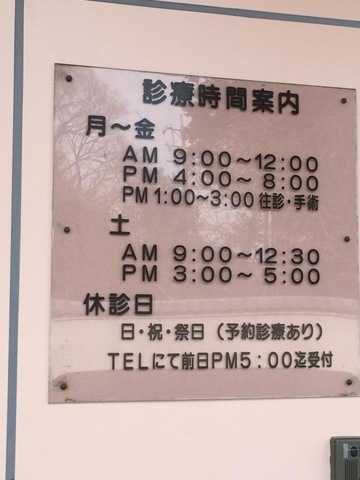 診療時間案内
月～金
AM 9:00～12:00
PM 4:00～8:00
PM 1:00～3:00 往診・手術
土
AM 9:00～12:30
PM 3:00～5:00
休診日
日・祝・祭日（予約診療あり）
TELにて前日PM5:00迄受付